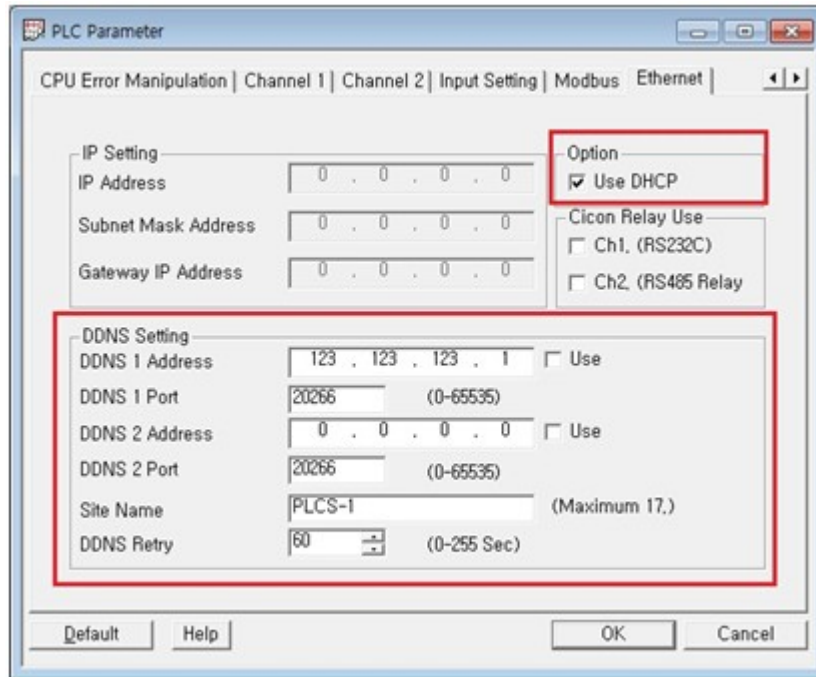 PLC Parameter
CPU Error Manipulation | Channel 1 | Channel 2 | Input Setting | Modbus | Ethernet
IP Setting
IP Address 0 . 0 . 0 . 0
Subnet Mask Address 0 . 0 . 0 . 0
Gateway IP Address 0 . 0 . 0 . 0
Option
Use DHCP
Cicon Relay Use
Ch1, (RS232C)
Ch2, (RS485 Relay
DDNS Setting
DDNS 1 Address 123 . 123 . 123 . 1 Use
DDNS 1 Port 20266 (0-65535)
DDNS 2 Address 0 . 0 . 0 . 0 Use
DDNS 2 Port 20266 (0-65535)
Site Name PLCS-1 (Maximum 17,)
DDNS Retry 60 (0-255 Sec)
Default Help OK Cancel